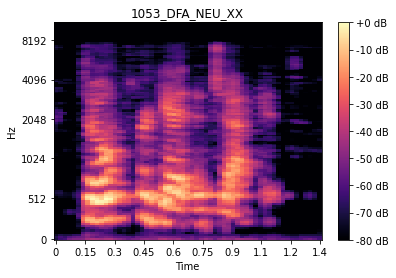 1053_DFA_NEU_XX
+0 dB
8192
-10 dB
4096
-20 dB
-30 dB
2048
Hz
-40 dB
1024
-50 dB
512
-60 dB
-70 dB
0
-80 dB
0 0.15 0.3 0.45 0.6 0.75 0.9 1.1 1.2 1.4
Time